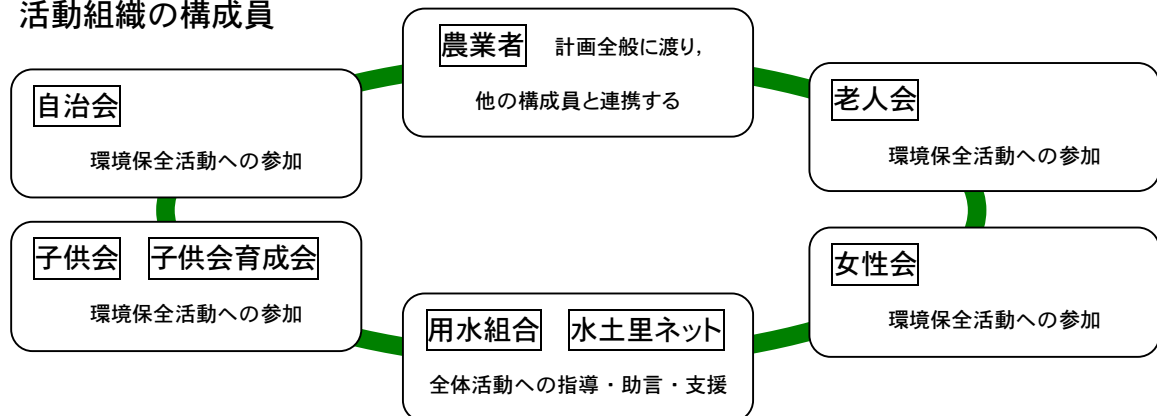 活動組織の構成員
農業者 計画全般に渡り,
他の構成員と連携する
自治会
環境保全活動への参加
老人会
環境保全活動への参加
子供会 子供会育成会
環境保全活動への参加
女性会
環境保全活動への参加
用水組合 水土里ネット
全体活動への指導・助言・支援